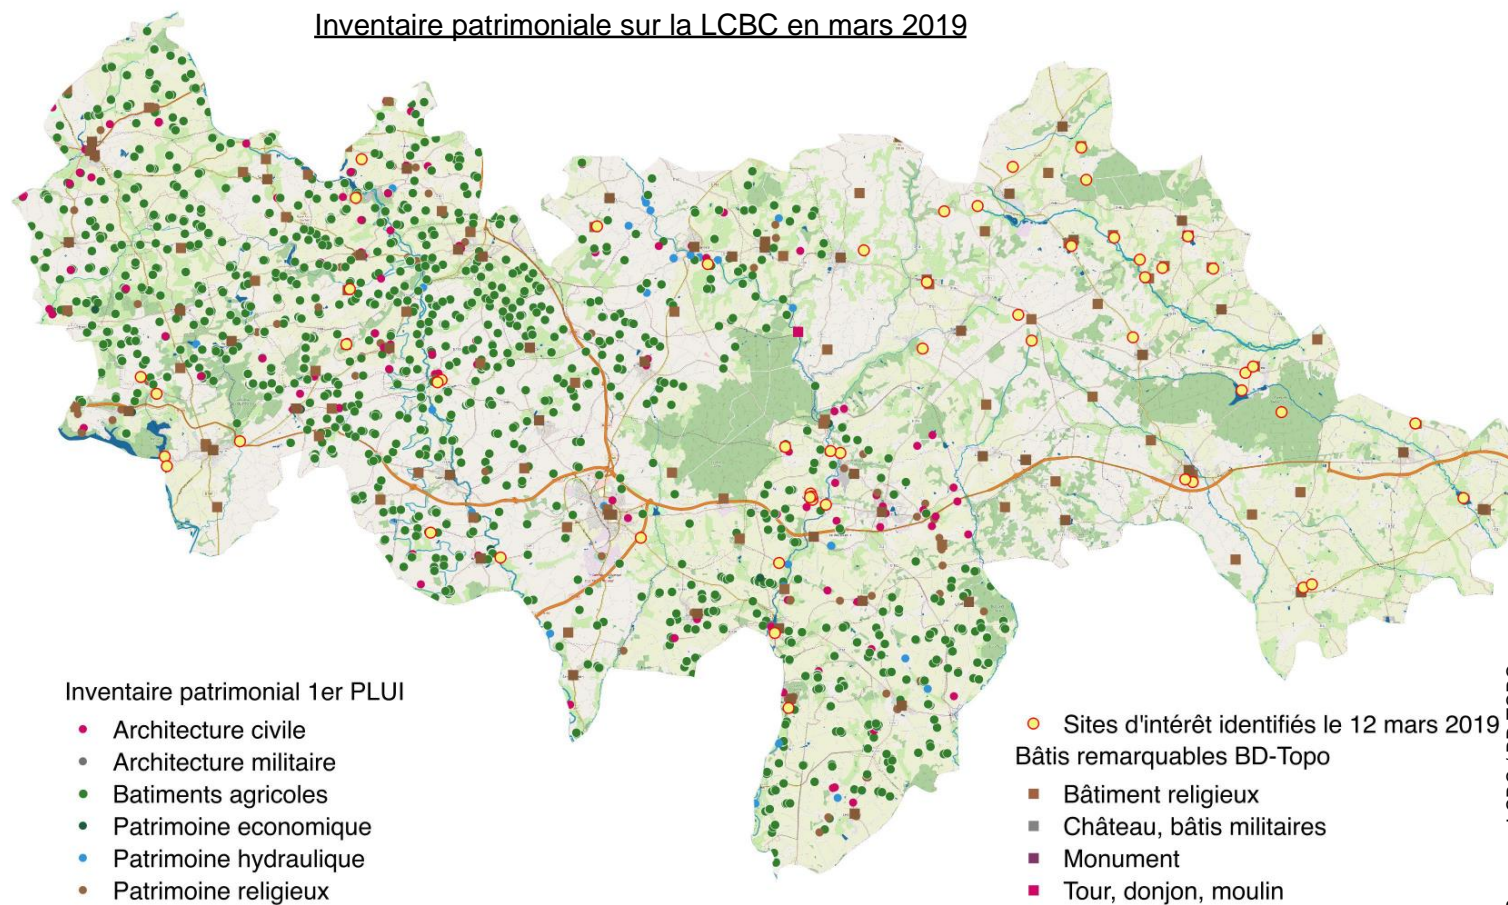 Inventaire patrimoniale sur la LCBC en mars 2019
Inventaire patrimonial 1er PLUI
Architecture civile
Architecture militaire
Batiments agricoles
Patrimoine economique
Patrimoine hydraulique
Patrimoine religieux
Sites d'intérêt identifiés le 12 mars 2019
Bâtis remarquables BD-Topo
Bâtiment religieux
Château, bâtis militaires
Monument
Tour, donjon, moulin